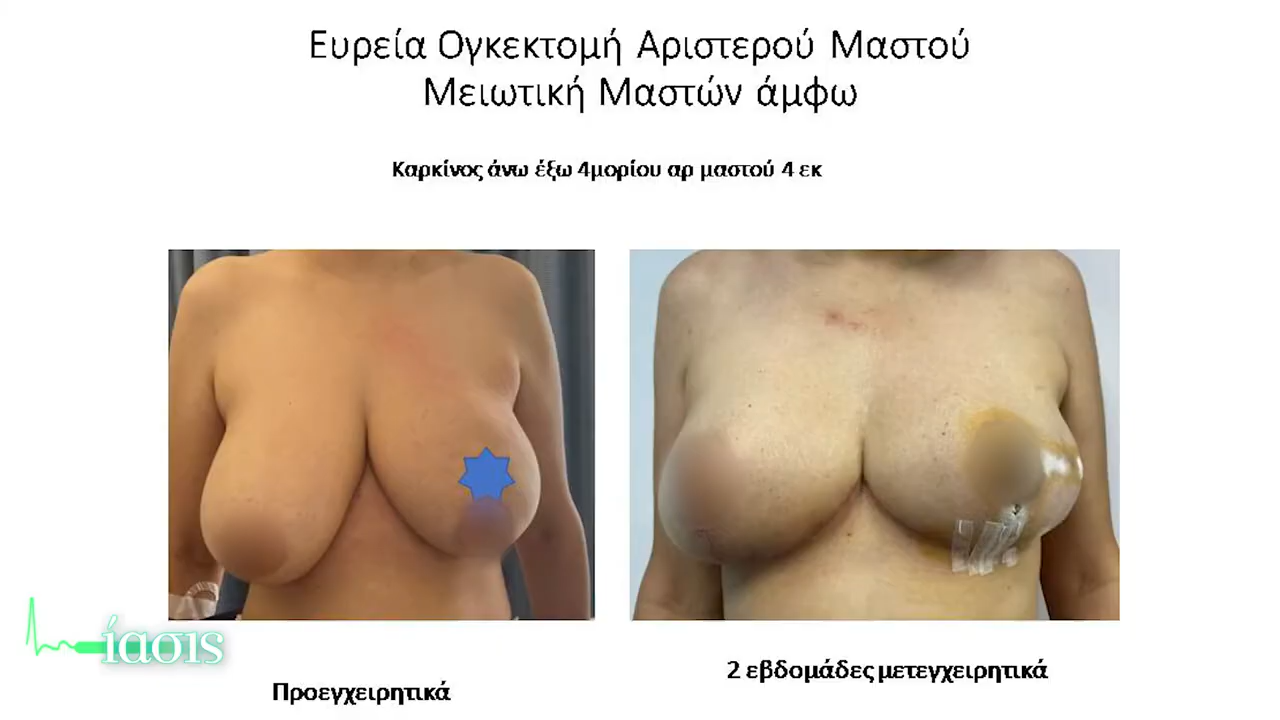 Ευρεία Ογκεκτομή Αριστερού Μαστού
Μειωτική Μαστών άμφω
Καρκίνος άνω έξω 4μορίου αρ μαστού 4 εκ
ίασις
Προεγχειρητικά
2 εβδομάδες μετεγχειρητικά